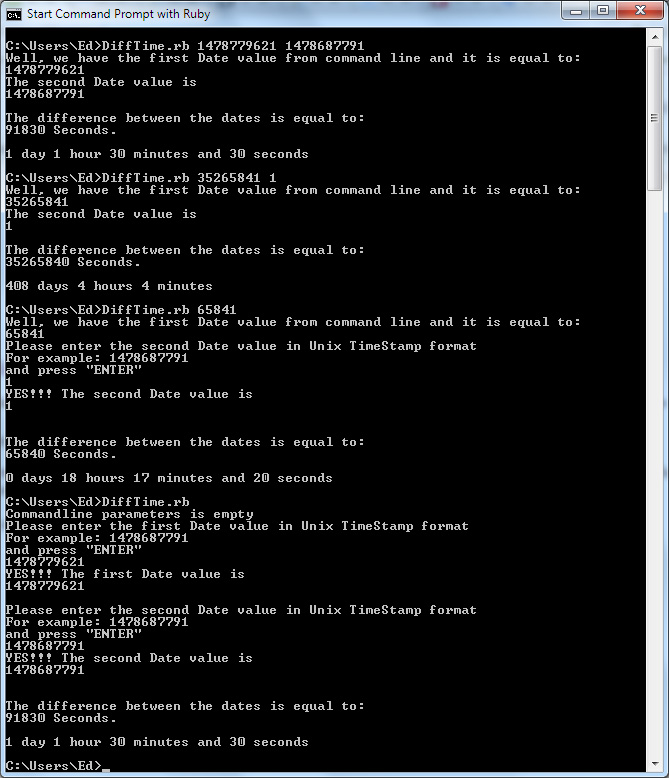 Start Command Prompt with Ruby
C:\Users\Ed>DiffTime.rb 1478779621 1478687791
Well, we have the first Date value from command line and it is equal to:
1478779621
The second Date value is
1478687791
The difference between the dates is equal to:
91830 Seconds.
1 day 1 hour 30 minutes and 30 seconds
C:\Users\Ed>DiffTime.rb 35265841 1
Well, we have the first Date value from command line and it is equal to:
35265841
The second Date value is
1
The difference between the dates is equal to:
35265840 Seconds.
408 days 4 hours 4 minutes
C:\Users\Ed>DiffTime.rb 65841
Well, we have the first Date value from command line and it is equal to:
65841
Please enter the second Date value in Unix TimeStamp format
For example: 1478687791
and press "ENTER"
1
YES!!! The second Date value is
1
The difference between the dates is equal to:
65840 Seconds.
0 days 18 hours 17 minutes and 20 seconds
C:\Users\Ed>DiffTime.rb
Commandline parameters is empty
Please enter the first Date value in Unix TimeStamp format
For example: 1478687791
and press "ENTER"
1478779621
YES!!! The first Date value is
1478779621
Please enter the second Date value in Unix TimeStamp format
For example: 1478687791
and press "ENTER"
1478687791
YES!!! The second Date value is
1478687791
The difference between the dates is equal to:
91830 Seconds.
1 day 1 hour 30 minutes and 30 seconds
C:\Users\Ed>_